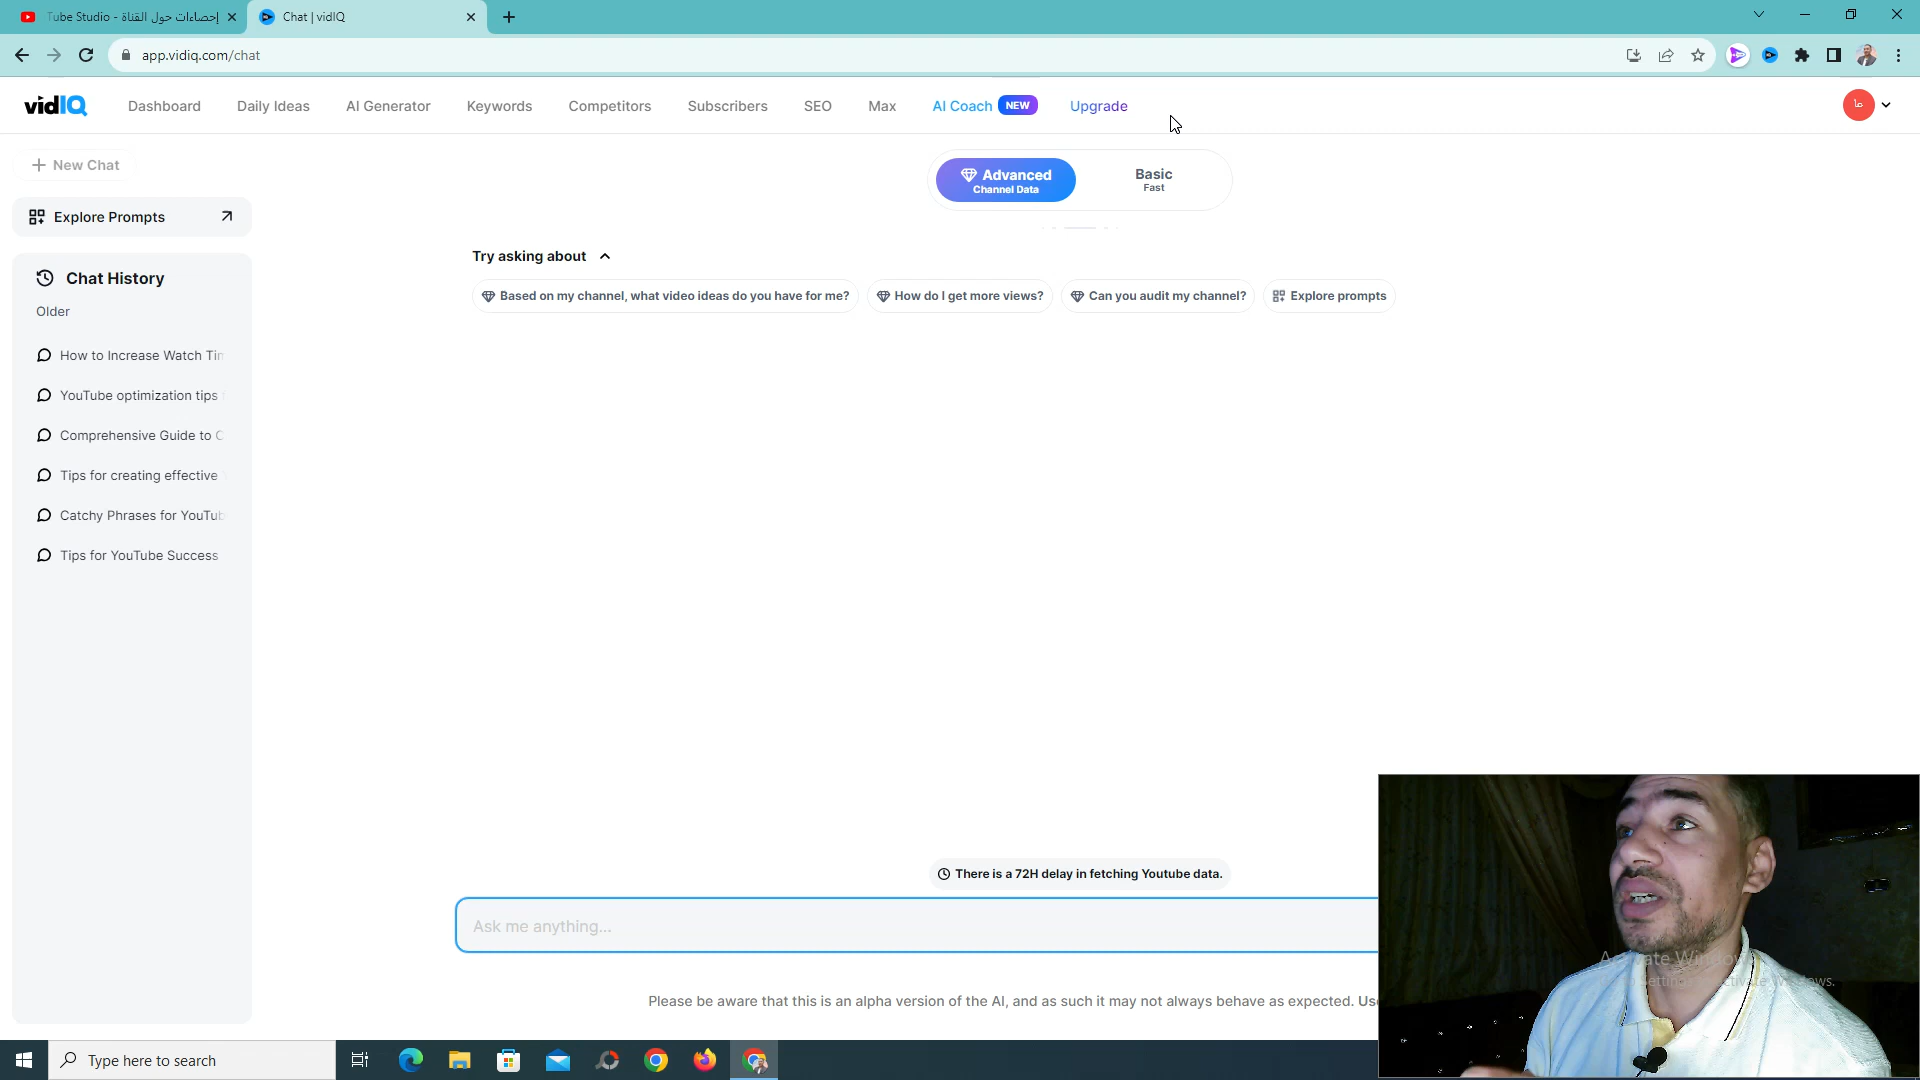 Tube Studio - إحصاءات حول القناة
Chat | vidIQ
app.vidiq.com/chat
vidIQ
Dashboard
Daily Ideas
AI Generator
Keywords
Competitors
Subscribers
SEO
Max
AI Coach NEW
Upgrade
ما
New Chat
Advanced
Channel Data
Basic
Fast
Explore Prompts
Try asking about
Based on my channel, what video ideas do you have for me?
How do I get more views?
Can you audit my channel?
Explore prompts
Chat History
Older
How to Increase Watch Tim
YouTube optimization tips
Comprehensive Guide to C
Tips for creating effective
Catchy Phrases for YouTub
Tips for YouTube Success
There is a 72H delay in fetching Youtube data.
Ask me anything...
Please be aware that this is an alpha version of the AI, and as such it may not always behave as expected. Use
Type here to search